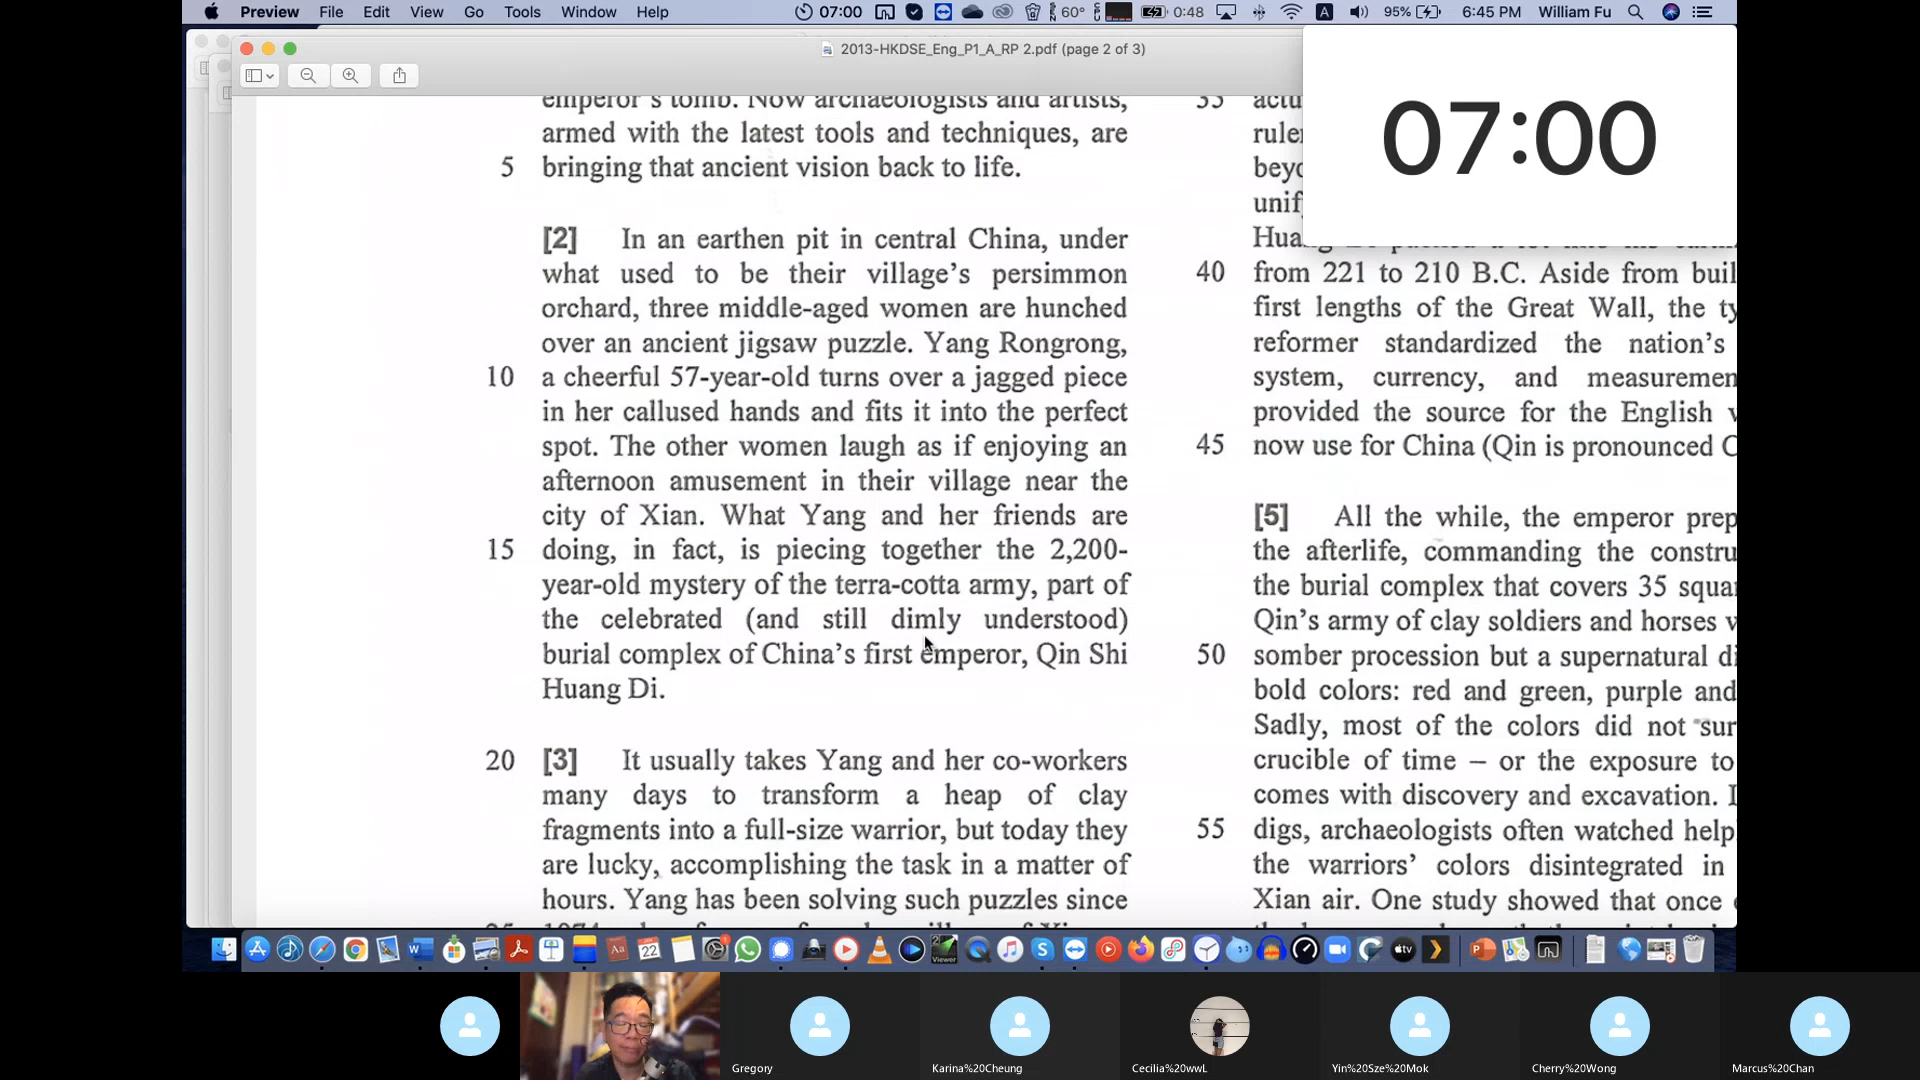 Preview File Edit View Go Tools Window Help 07:00 60° 0:48 A 95% 6:45 PM William Fu
2013-HKDSE_Eng_P1_A_RP 2.pdf (page 2 of 3)
07:00
emperor's tomb. Now archaeologists and artists,
armed with the latest tools and techniques, are
5 bringing that ancient vision back to life.
[2] In an earthen pit in central China, under
what used to be their village's persimmon
orchard, three middle-aged women are hunched
over an ancient jigsaw puzzle. Yang Rongrong,
10 a cheerful 57-year-old turns over a jagged piece
in her callused hands and fits it into the perfect
spot. The other women laugh as if enjoying an
afternoon amusement in their village near the
city of Xian. What Yang and her friends are
15 doing, in fact, is piecing together the 2,200-
year-old mystery of the terra-cotta army, part of
the celebrated (and still dimly understood)
burial complex of China's first emperor, Qin Shi
Huang Di.
20 [3] It usually takes Yang and her co-workers
many days to transform a heap of clay
fragments into a full-size warrior, but today they
are lucky, accomplishing the task in a matter of
hours. Yang has been solving such puzzles since
35 actu
rule
beyo
unif
Hua
40 from 221 to 210 B.C. Aside from buil
first lengths of the Great Wall, the ty
reformer standardized the nation's
system, currency, and measuremen
provided the source for the English
45 now use for China (Qin is pronounced C
[5] All the while, the emperor prep
the afterlife, commanding the constru
the burial complex that covers 35 squa
Qin's army of clay soldiers and horses
50 somber procession but a supernatural di
bold colors: red and green, purple and
Sadly, most of the colors did not sur
crucible of time – or the exposure to
comes with discovery and excavation. I
55 digs, archaeologists often watched help
the warriors' colors disintegrated in
Xian air. One study showed that once
Gregory
Karina%20Cheung
Cecilia%20wwL
Yin%20Sze%20Mok
Cherry%20Wong
Marcus%20Chan